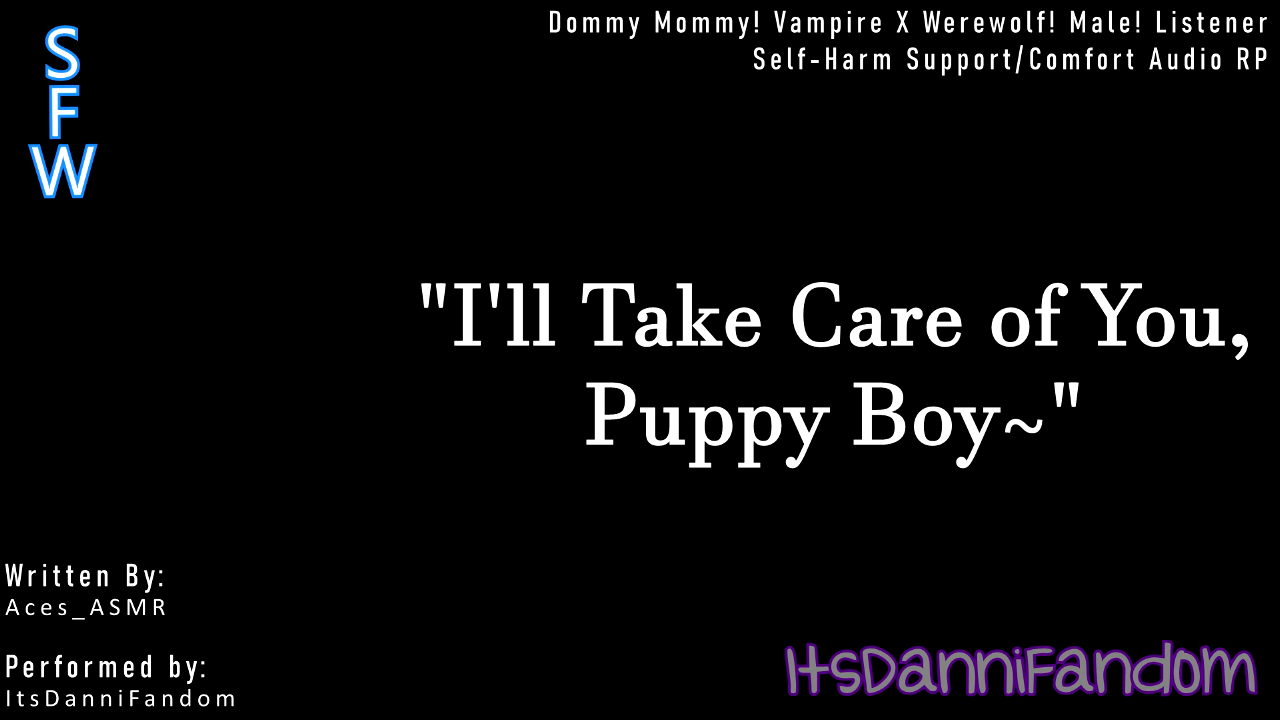 S
F
W
Dommy Mommy! Vampire X Werewolf! Male! Listener
Self-Harm Support/Comfort Audio RP
"I'll Take Care of You,
Puppy Boy~"
Written By:
Aces_ASMR
Performed by:
ItsDanniFandom
ItsDanniFandom